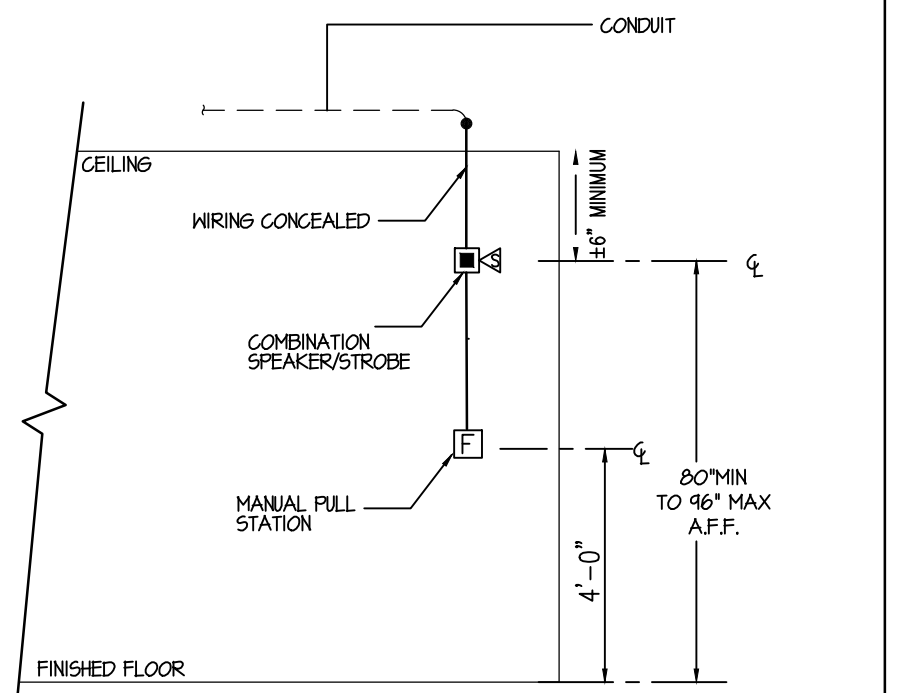 CONDUIT
CEILING
±6" MINIMUM
WIRING CONCEALED
S
℄
COMBINATION
SPEAKER/STROBE
F
℄
80"MIN
TO 96" MAX
A.F.F.
MANUAL PULL
STATION
4'-0"
FINISHED FLOOR